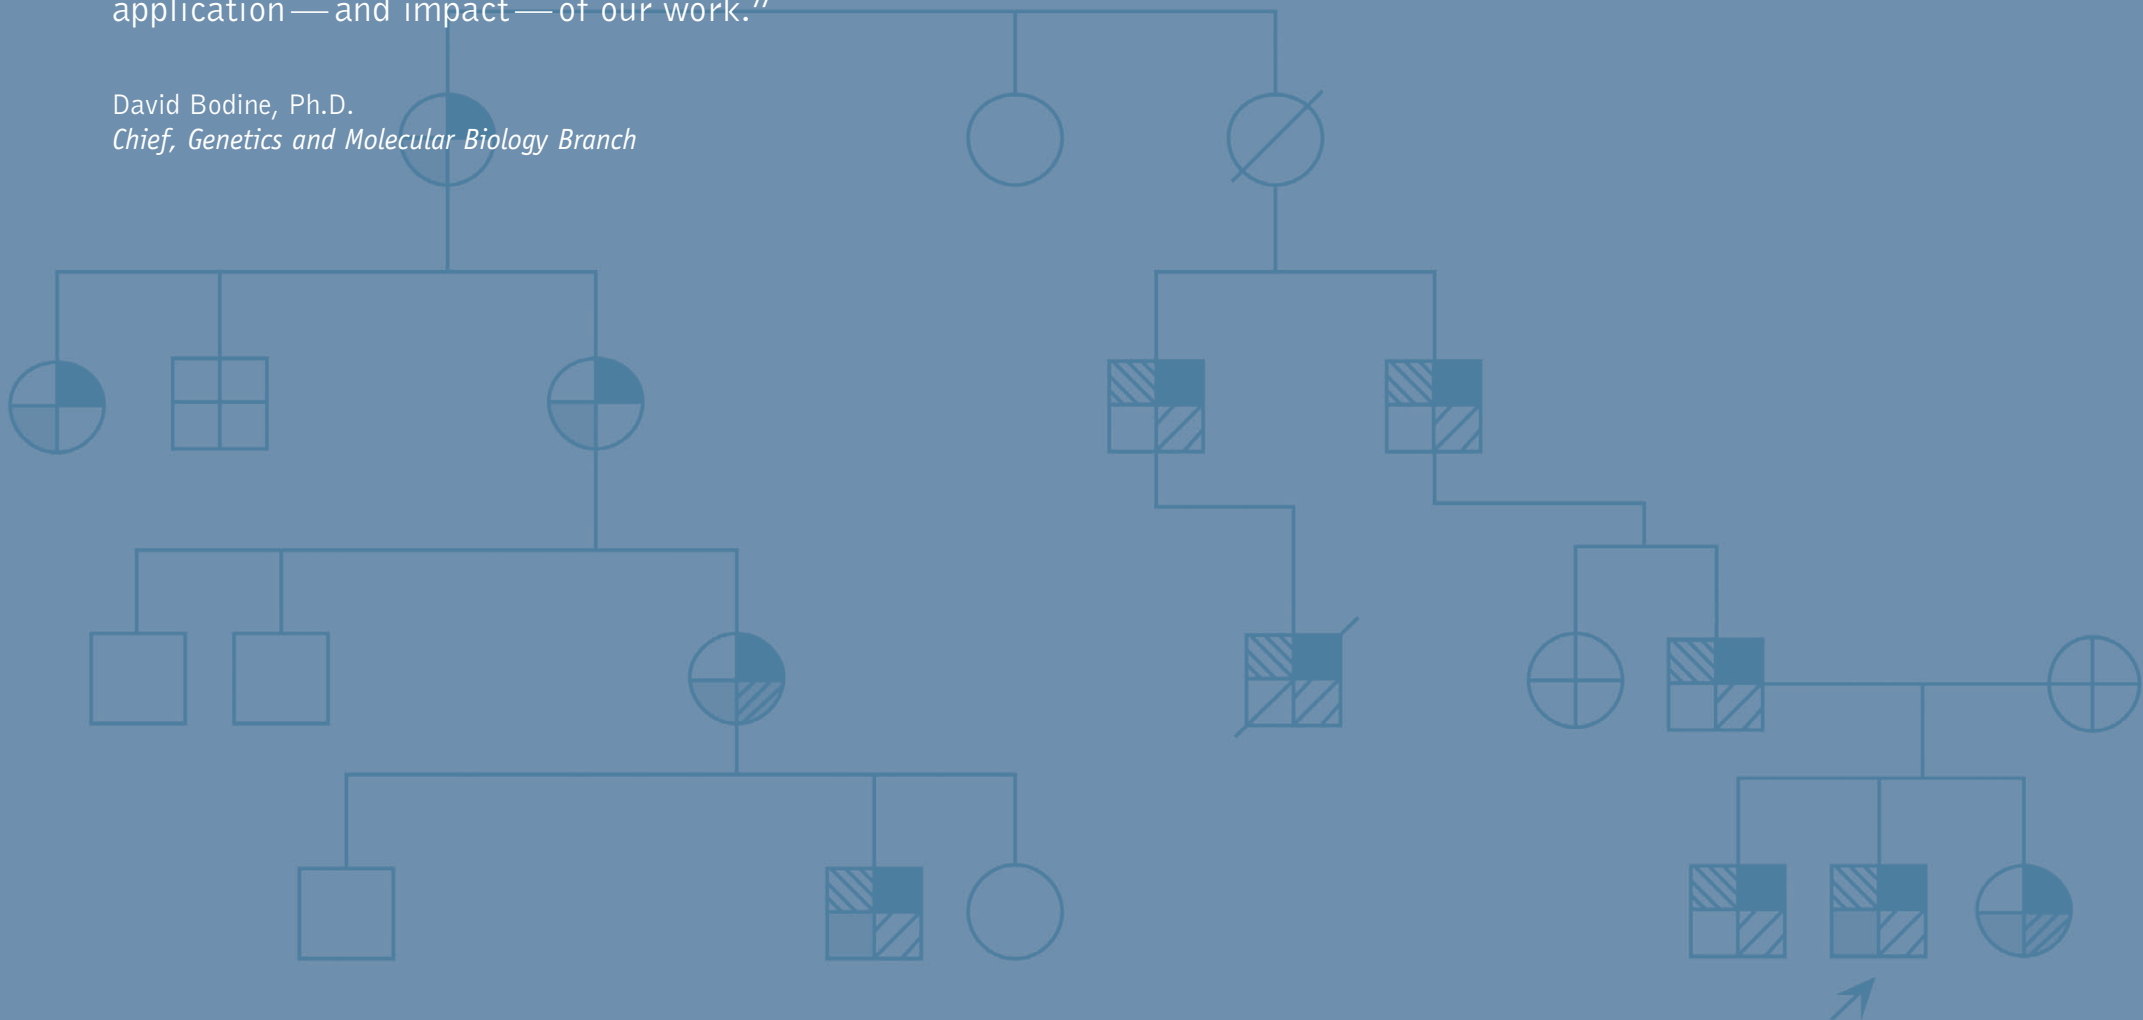 application — and impact — of our work.”
David Bodine, Ph.D.
Chief, Genetics and Molecular Biology Branch